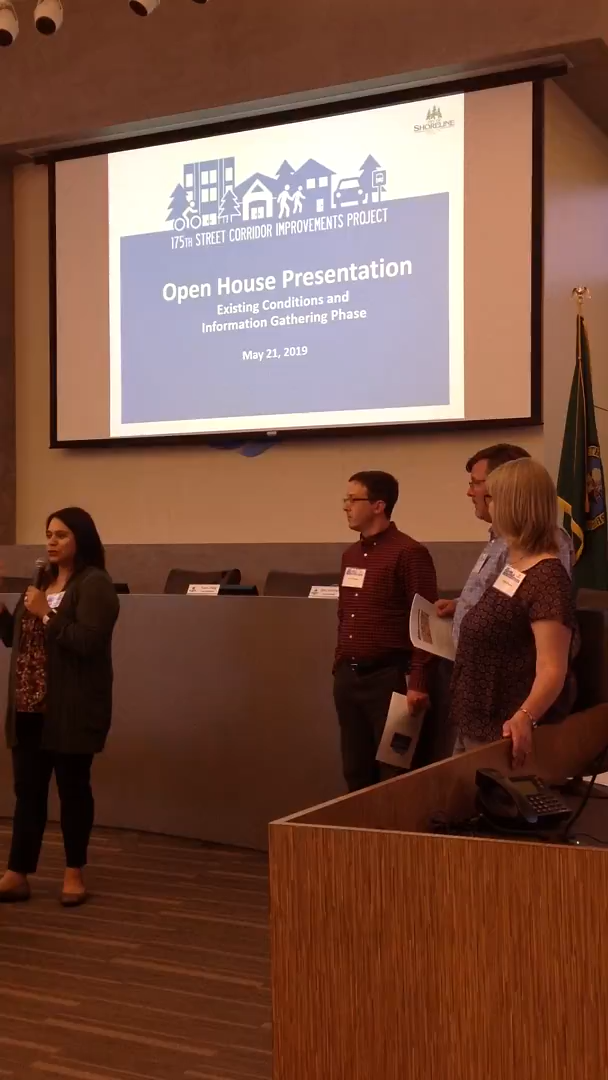 SHORELINE
175TH STREET CORRIDOR IMPROVEMENTS PROJECT
Open House Presentation
Existing Conditions and
Information Gathering Phase
May 21, 2019